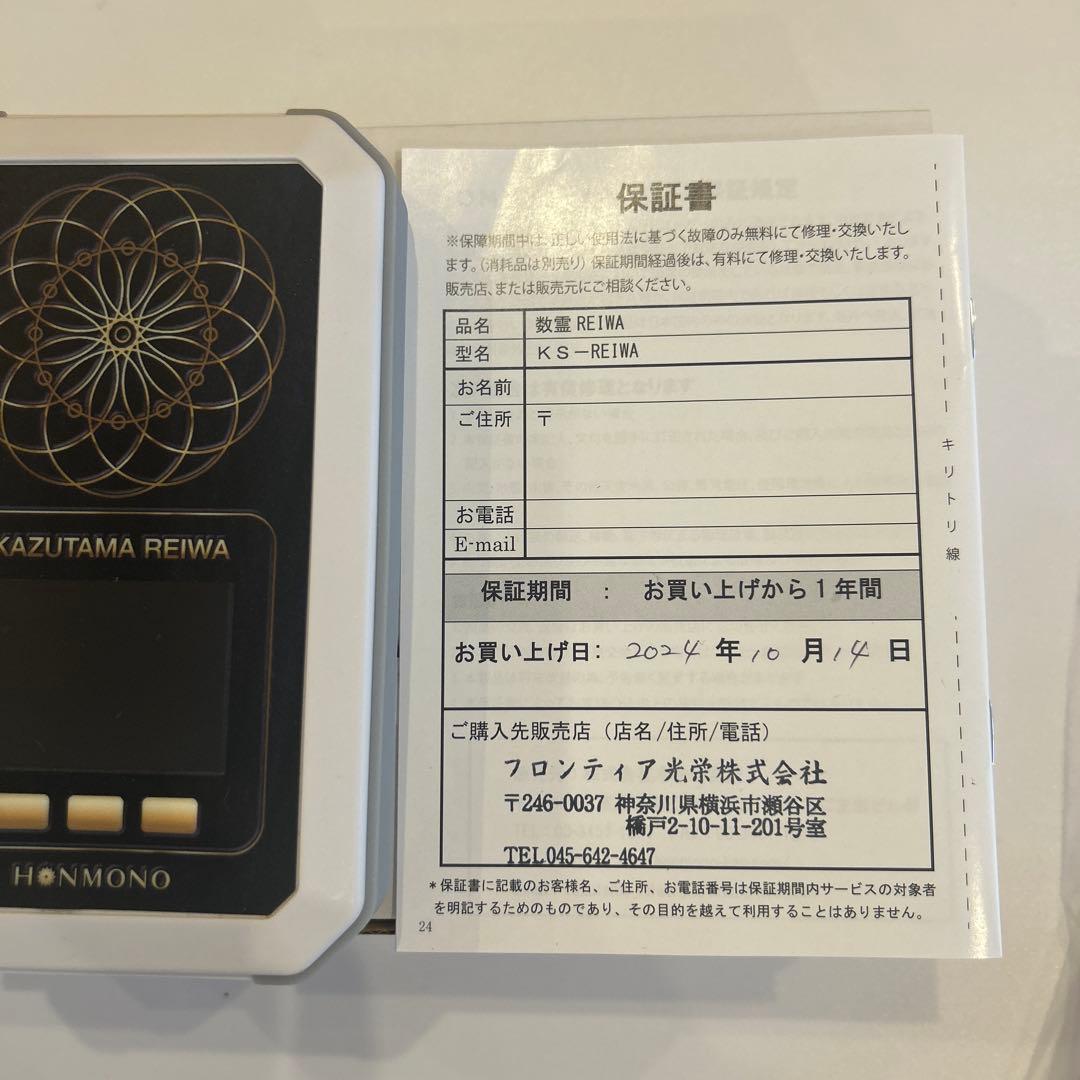 KAZUTAMA REIWA
HONMONO
保証書
※保障期間中は、正しい使用法に基づく故障のみ無料にて修理・交換いたし
ます。(消耗品は別売り) 保証期間経過後は、有料にて修理・交換いたします。
販売店、または販売元にご相談ください。
品名 数霊 REIWA
型名 KS－REIWA
お名前
ご住所 〒
お電話
E-mail
保証期間 ： お買い上げから1年間
お買い上げ日： 2024 年 10 月 14 日
ご購入先販売店（店名/住所/電話）
フロンティア光栄株式会社
〒246-0037 神奈川県横浜市瀬谷区
橋戸2-10-11-201号室
TEL045-642-4647
＊保証書に記載のお客様名、ご住所、お電話番号は保証期間内サービスの対象者
を明記するためのものであり、その目的を越えて利用することはありません。
24
キリトリ線